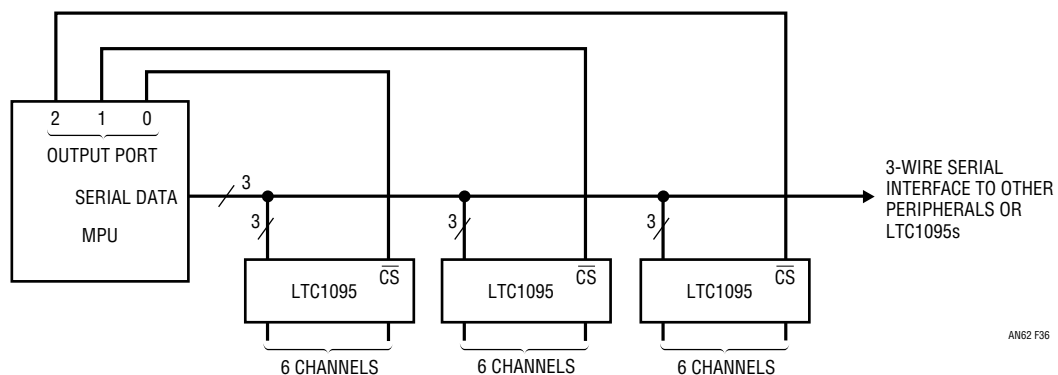 2 1 0
OUTPUT PORT
SERIAL DATA
MPU
3
3
3
3
3-WIRE SERIAL
INTERFACE TO OTHER
PERIPHERALS OR
LTC1095s
LTC1095
CS
LTC1095
CS
LTC1095
CS
6 CHANNELS
6 CHANNELS
6 CHANNELS
AN62 F36